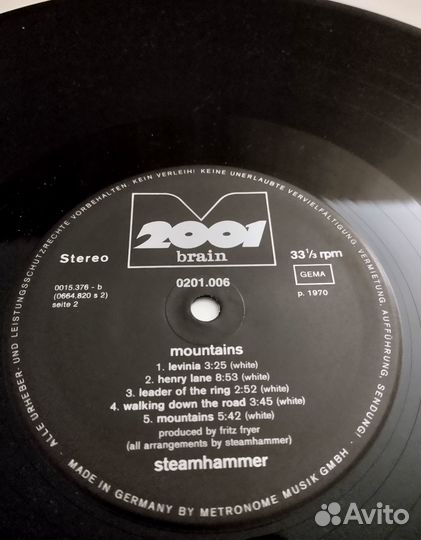 ALLE URHEBER- UND LEISTUNGSSCHUTZRECHTE VORBEHALTEN. KEIN VERLEIH! KEINE UNERLAUBTE VERVIELFÄLTIGUNG, VERMIETUNG, AUFFÜHRUNG, SENDUNG!
M
2001
brain
Stereo
33⅓ rpm
0201.006
GEMA
0015.376 - b
(0664.820 s 2)
seite 2
p. 1970
mountains
1. levinia 3:25 (white)
2. henry lane 8:53 (white)
3. leader of the ring 2:52 (white)
4. walking down the road 3:45 (white)
5. mountains 5:42 (white)
produced by fritz fryer
(all arrangements by steamhammer)
steamhammer
· MADE IN GERMANY BY METRONOME MUSIK GMBH ·
Avito